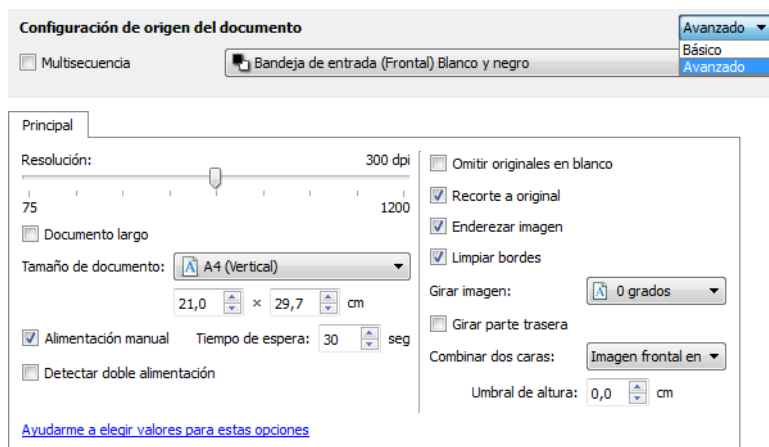 Configuración de origen del documento
Avanzado
Básico
Avanzado
Multisecuencia
Bandeja de entrada (Frontal) Blanco y negro
Principal
Resolución: 300 dpi
75 1200
Documento largo
Tamaño de documento: A4 (Vertical)
21,0 × 29,7 cm
Alimentación manual Tiempo de espera: 30 seg
Detectar doble alimentación
Ayudarme a elegir valores para estas opciones
Omitir originales en blanco
Recorte a original
Enderezar imagen
Limpiar bordes
Girar imagen: 0 grados
Girar parte trasera
Combinar dos caras: Imagen frontal en
Umbral de altura: 0,0 cm